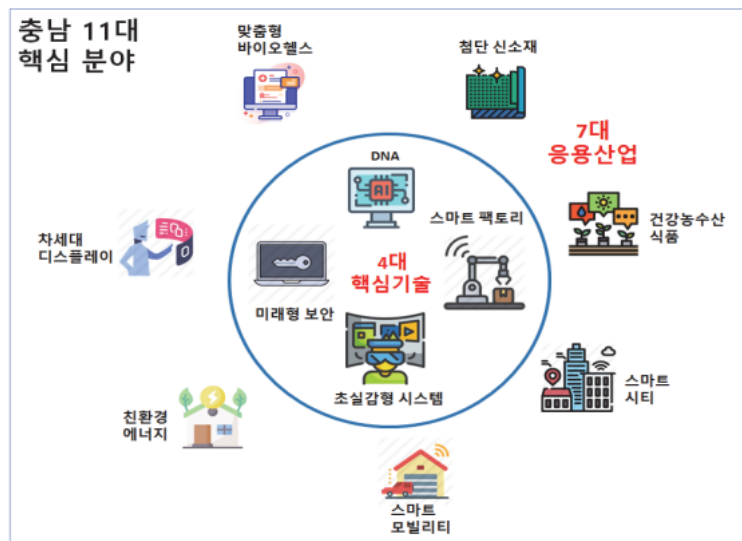 충남 11대
핵심 분야
맞춤형
바이오헬스
첨단 신소재
7대
응용산업
DNA
AI
스마트 팩토리
건강농수산
식품
차세대
디스플레이
4대
핵심기술
미래형 보안
초실감형 시스템
스마트
시티
친환경
에너지
스마트
모빌리티